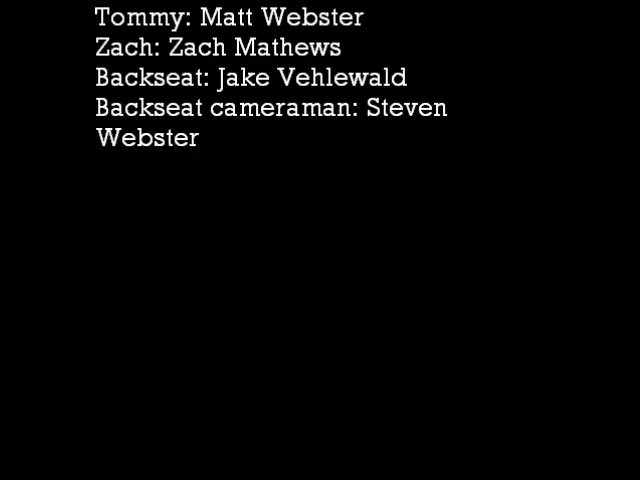 Tommy: Matt Webster
Zach: Zach Mathews
Backseat: Jake Vehlewald
Backseat cameraman: Steven
Webster